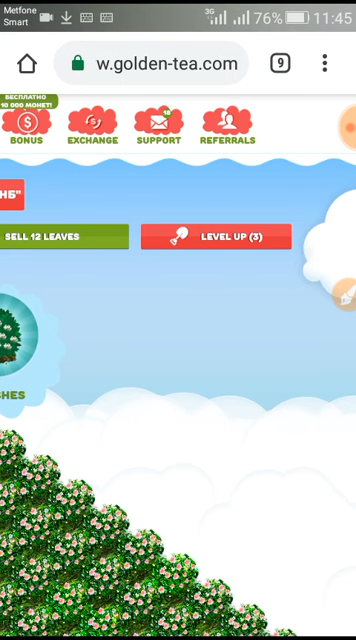 Metfone
Smart
3G
76%
11:45
w.golden-tea.com
9
БЕСПЛАТНО
10 000 МОНЕТ!
BONUS
EXCHANGE
SUPPORT
REFERRALS
НБ"
SELL 12 LEAVES
LEVEL UP (3)
SHES